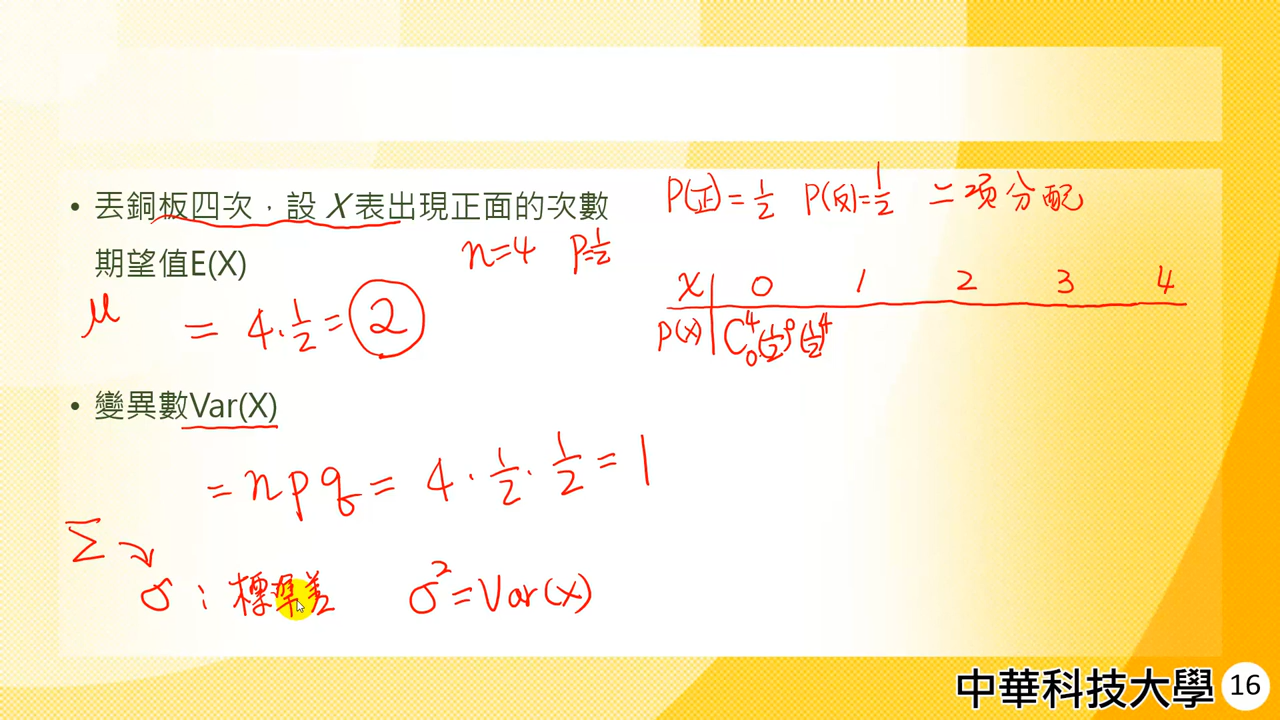 • 丟銅板四次，設 X 表出現正面的次數
期望值E(X)
n=4 P=1/2
μ = 4·1/2 = 2
P(正)=1/2 P(反)=1/2 二項分配
x 0 1 2 3 4
P(x) C⁴₀(1/2)⁰(1/2)⁴
• 變異數Var(X)
= npq = 4·1/2·1/2 = 1
Σ
σ：標準差 σ²=Var(x)
中華科技大學 16